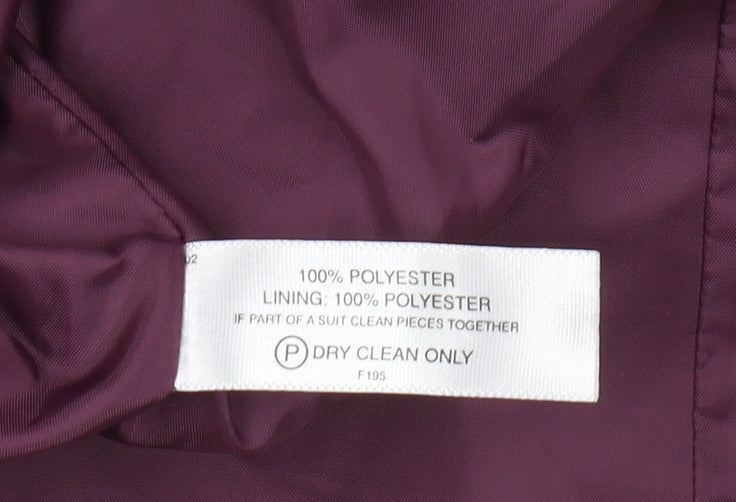 100% POLYESTER
LINING: 100% POLYESTER
IF PART OF A SUIT CLEAN PIECES TOGETHER
P DRY CLEAN ONLY
F195